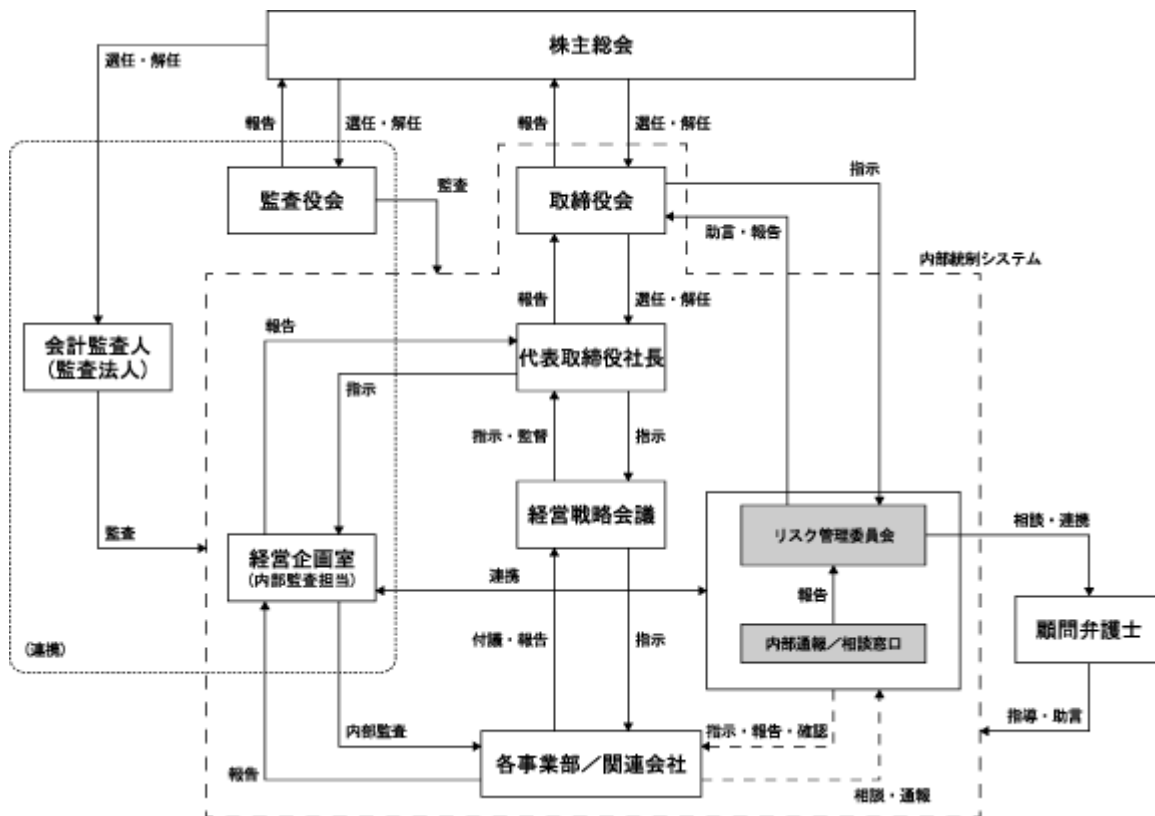 株主総会
選任・解任
報告
選任・解任
報告
選任・解任
監査役会
監査
取締役会
指示
助言・報告
内部統制システム
報告
選任・解任
会計監査人
(監査法人)
報告
代表取締役社長
指示
指示・監督
指示
経営戦略会議
リスク管理委員会
相談・連携
監査
経営企画室
(内部監査担当)
連携
報告
付議・報告
指示
内部通報／相談窓口
顧問弁護士
(連携)
内部監査
指示・報告・確認
指導・助言
各事業部／関連会社
報告
相談・通報